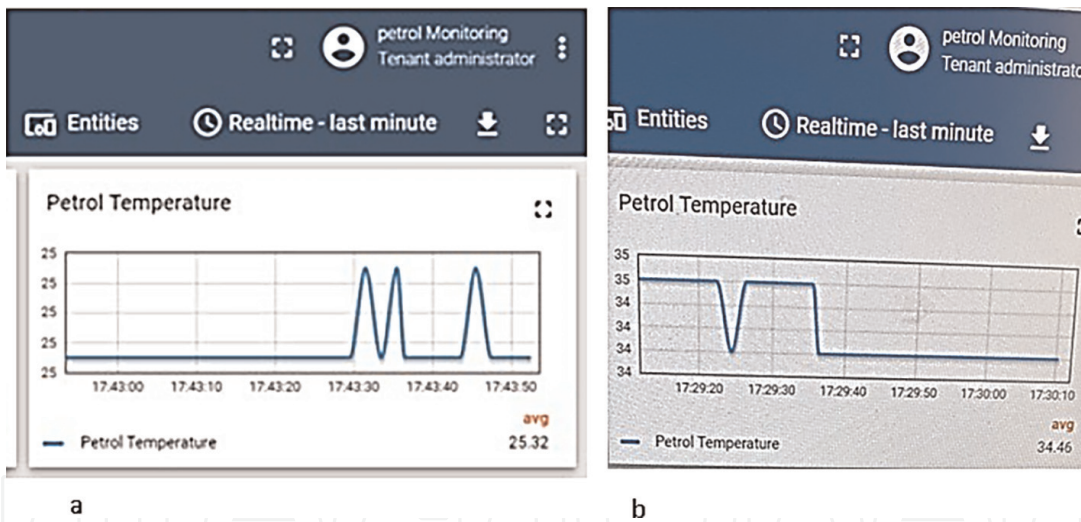 petrol Monitoring
Tenant administrator
Entities
Realtime - last minute
Petrol Temperature
25
25
25
25
25
17.43:00 17.43:10 17.43:20 17.43:30 17.43:40 17.43:50
avg
Petrol Temperature 25.32
a
petrol Monitoring
Tenant administrato
Entities
Realtime - last minute
Petrol Temperature
35
35
34
34
34
34
17:29:20 17:29:30 17:29:40 17:29:50 17:30:00 17:30:10
avg
Petrol Temperature 34.46
b